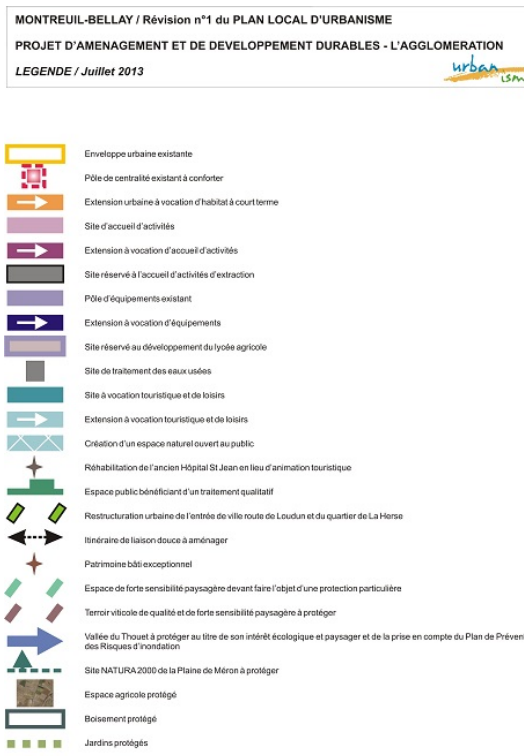 MONTREUIL-BELLAY / Révision n°1 du PLAN LOCAL D'URBANISME
PROJET D'AMENAGEMENT ET DE DEVELOPPEMENT DURABLES - L'AGGLOMERATION
LEGENDE / Juillet 2013
urban
ism
Enveloppe urbaine existante
Pôle de centralité existant à conforter
Extension urbaine à vocation d'habitat à court terme
Site d'accueil d'activités
Extension à vocation d'accueil d'activités
Site réservé à l'accueil d'activités d'extraction
Pôle d'équipements existant
Extension à vocation d'équipements
Site réservé au développement du lycée agricole
Site de traitement des eaux usées
Site à vocation touristique et de loisirs
Extension à vocation touristique et de loisirs
Création d'un espace naturel ouvert au public
Réhabilitation de l'ancien Hôpital St Jean en lieu d'animation touristique
Espace public bénéficiant d'un traitement qualitatif
Restructuration urbaine de l'entrée de ville route de Loudun et du quartier de La Herse
Itinéraire de liaison douce à aménager
Patrimoine bâti exceptionnel
Espace de forte sensibilité paysagère devant faire l'objet d'une protection particulière
Terroir viticole de qualité et de forte sensibilité paysagère à protéger
Vallée du Thouet à protéger au titre de son intérêt écologique et paysager et de la prise en compte du Plan de Préven
des Risques d'inondation
Site NATURA 2000 de la Plaine de Méron à protéger
Espace agricole protégé
Boisement protégé
Jardins protégés